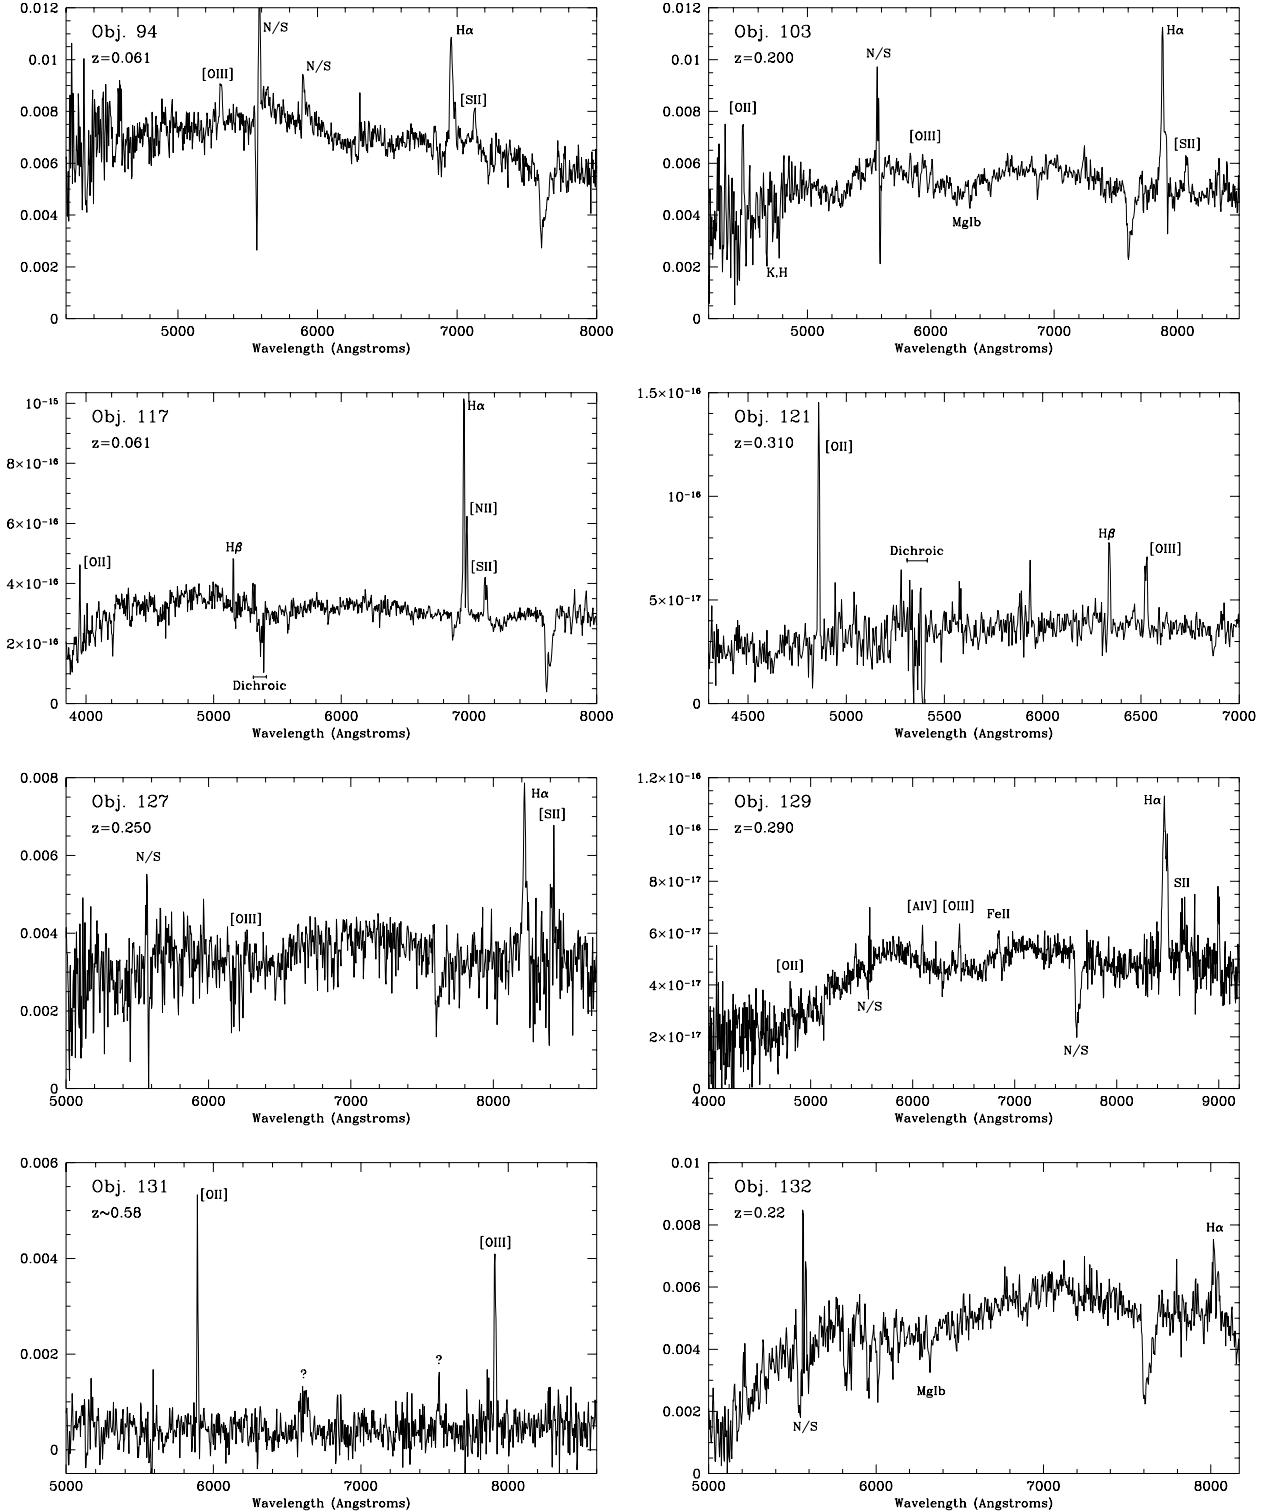 Obj. 94
z=0.061
[OIII]
N/S
N/S
Hα
[SII]
0.012
0.01
0.008
0.006
0.004
0.002
0
5000 6000 7000 8000
Wavelength (Angstroms)
Obj. 103
z=0.200
[OII]
K,H
N/S
[OIII]
MgIb
Hα
[SII]
0.012
0.01
0.008
0.006
0.004
0.002
0
5000 6000 7000 8000
Wavelength (Angstroms)
Obj. 117
z=0.061
[OII]
Hβ
Dichroic
Hα
[NII]
[SII]
10⁻¹⁵
8×10⁻¹⁶
6×10⁻¹⁶
4×10⁻¹⁶
2×10⁻¹⁶
0
4000 5000 6000 7000 8000
Wavelength (Angstroms)
Obj. 121
z=0.310
[OII]
Dichroic
Hβ
[OIII]
1.5×10⁻¹⁶
10⁻¹⁶
5×10⁻¹⁷
0
4500 5000 5500 6000 6500 7000
Wavelength (Angstroms)
Obj. 127
z=0.250
N/S
[OIII]
Hα
[SII]
0.008
0.006
0.004
0.002
0
5000 6000 7000 8000
Wavelength (Angstroms)
Obj. 129
z=0.290
[OII]
N/S
[AIV] [OIII]
FeII
N/S
Hα
SII
1.2×10⁻¹⁶
10⁻¹⁶
8×10⁻¹⁷
6×10⁻¹⁷
4×10⁻¹⁷
2×10⁻¹⁷
0
4000 5000 6000 7000 8000 9000
Wavelength (Angstroms)
Obj. 131
z~0.58
[OII]
?
?
[OIII]
0.006
0.004
0.002
0
5000 6000 7000 8000
Wavelength (Angstroms)
Obj. 132
z=0.22
N/S
MgIb
Hα
0.01
0.008
0.006
0.004
0.002
0
5000 6000 7000 8000
Wavelength (Angstroms)